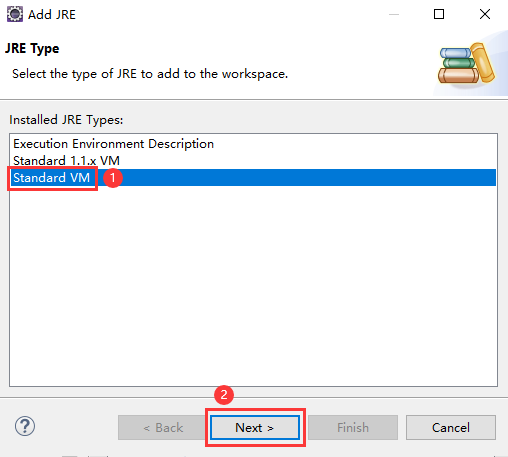 Add JRE
JRE Type
Select the type of JRE to add to the workspace.
Installed JRE Types:
Execution Environment Description
Standard 1.1.x VM
Standard VM 1
2
? < Back Next > Finish Cancel